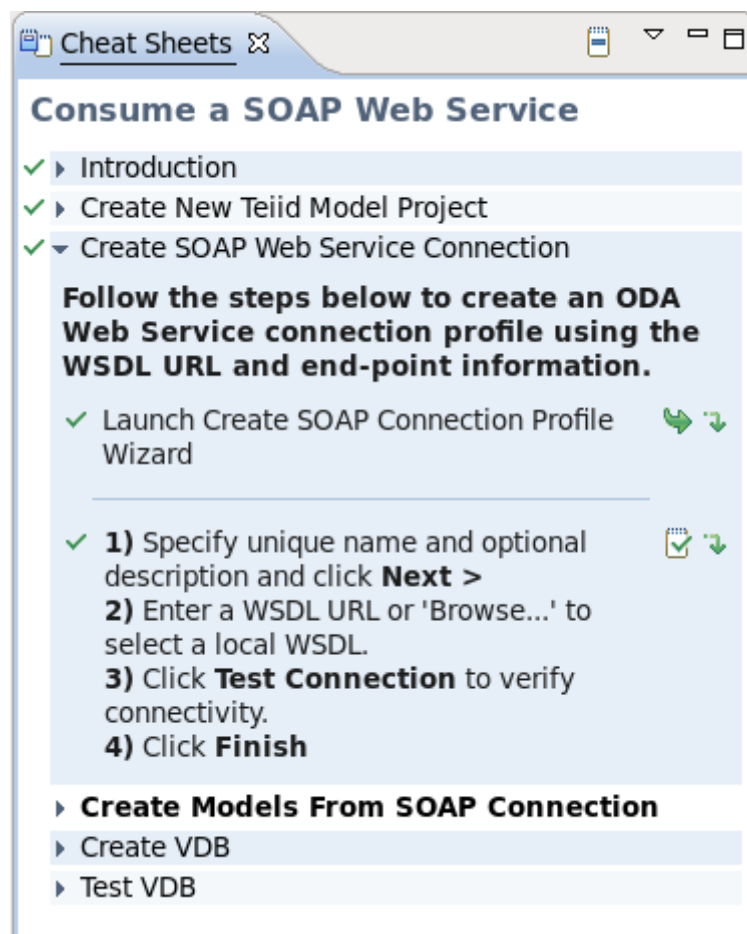 Cheat Sheets
Consume a SOAP Web Service
Introduction
Create New Teiid Model Project
Create SOAP Web Service Connection
Follow the steps below to create an ODA
Web Service connection profile using the
WSDL URL and end-point information.
Launch Create SOAP Connection Profile
Wizard
1) Specify unique name and optional
description and click Next >
2) Enter a WSDL URL or 'Browse...' to
select a local WSDL.
3) Click Test Connection to verify
connectivity.
4) Click Finish
Create Models From SOAP Connection
Create VDB
Test VDB